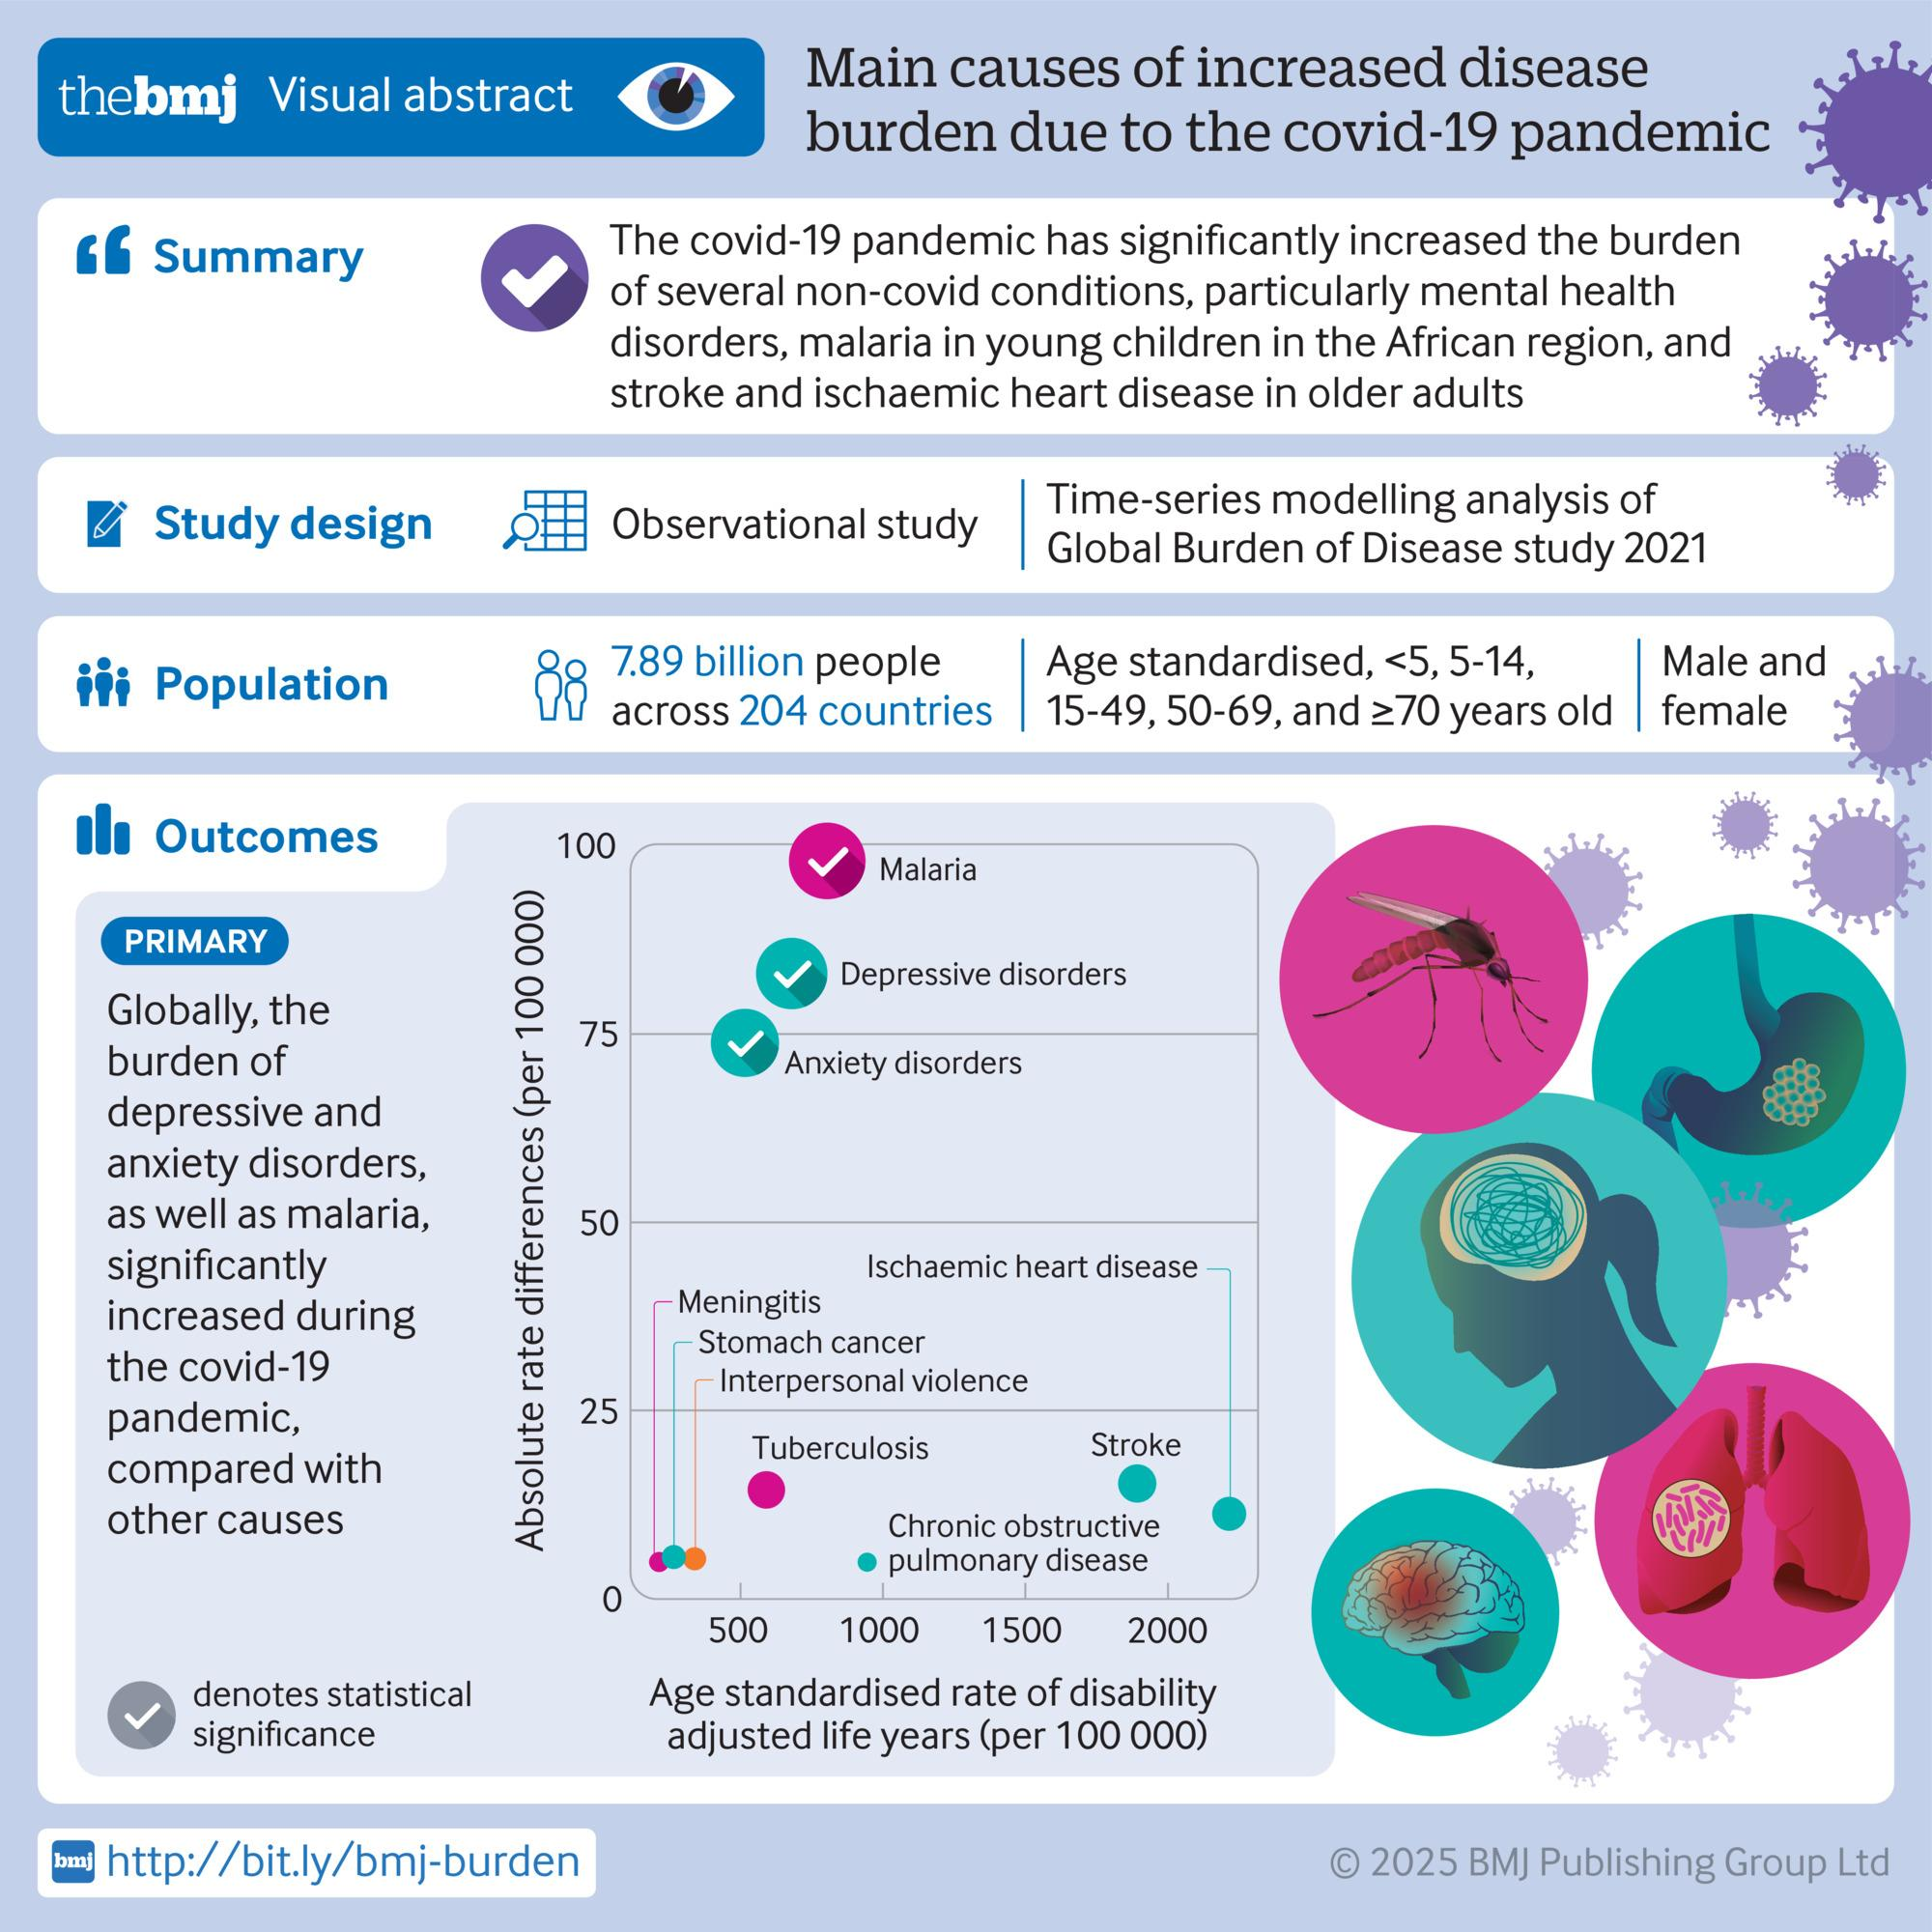 thebmj Visual abstract
Main causes of increased disease
burden due to the covid-19 pandemic
Summary
The covid-19 pandemic has significantly increased the burden
of several non-covid conditions, particularly mental health
disorders, malaria in young children in the African region, and
stroke and ischaemic heart disease in older adults
Study design
Observational study
Time-series modelling analysis of
Global Burden of Disease study 2021
Population
7.89 billion people
across 204 countries
Age standardised, <5, 5-14,
15-49, 50-69, and ≥70 years old
Male and
female
Outcomes
PRIMARY
Globally, the
burden of
depressive and
anxiety disorders,
as well as malaria,
significantly
increased during
the covid-19
pandemic,
compared with
other causes
denotes statistical
significance
Absolute rate differences (per 100 000)
100
75
50
25
0
Malaria
Depressive disorders
Anxiety disorders
Ischaemic heart disease
Meningitis
Stomach cancer
Interpersonal violence
Tuberculosis
Stroke
Chronic obstructive
pulmonary disease
500
1000
1500
2000
Age standardised rate of disability
adjusted life years (per 100 000)
bmj http://bit.ly/bmj-burden
© 2025 BMJ Publishing Group Ltd